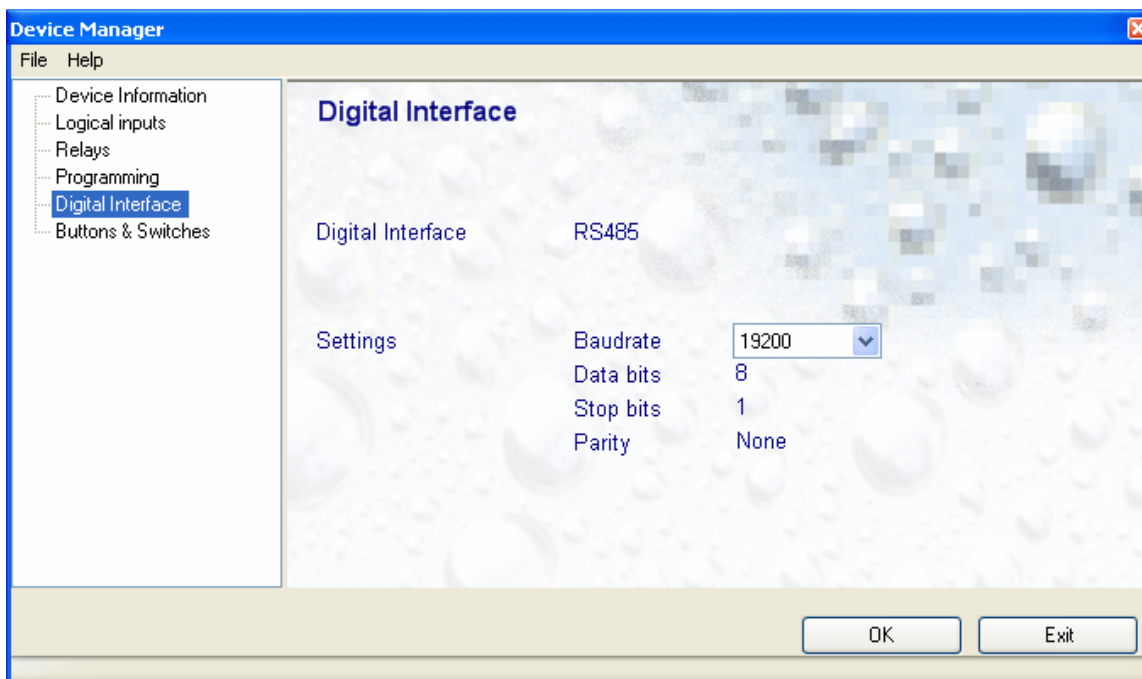 Device Manager
File Help
Device Information
Logical inputs
Relays
Programming
Digital Interface
Buttons & Switches
Digital Interface
Digital Interface RS485
Settings Baudrate 19200
Data bits 8
Stop bits 1
Parity None
OK Exit